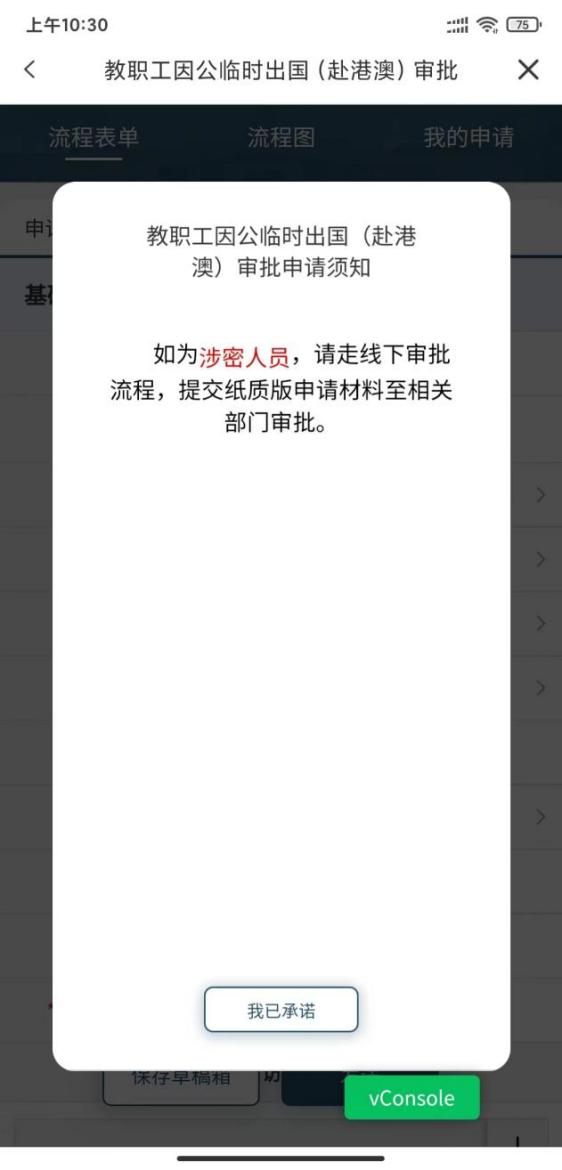 上午10:30
75
教职工因公临时出国（赴港澳）审批
流程表单
流程图
我的申请
申
基
教职工因公临时出国（赴港
澳）审批申请须知
如为涉密人员，请走线下审批
流程，提交纸质版申请材料至相关
部门审批。
我已承诺
保存草稿箱
vConsole